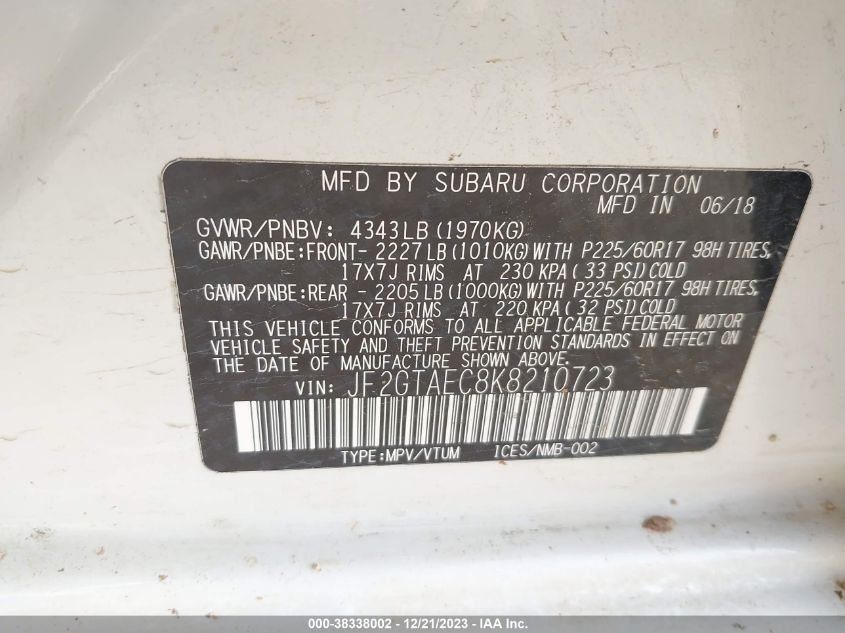 MFD BY SUBARU CORPORATION
MFD IN 06/18
GVWR/PNBV: 4343LB (1970KG)
GAWR/PNBE:FRONT- 2227LB(1010KG)WITH P225/60R17 98H TIRES,
17X7J RIMS AT 230 KPA( 33 PSI)COLD
GAWR/PNBE:REAR - 2205LB(1000KG)WITH P225/60R17 98H TIRES,
17X7J RIMS AT 220 KPA( 32 PSI)COLD
THIS VEHICLE CONFORMS TO ALL APPLICABLE FEDERAL MOTOR
VEHICLE SAFETY AND THEFT PREVENTION STANDARDS IN EFFECT ON
THE DATE OF MANUFACTURE SHOWN ABOVE.
VIN: JF2GTAEC8K8210723
TYPE:MPV/VTUM ICES/NMB-002
000-38338002 - 12/21/2023 - IAA Inc.